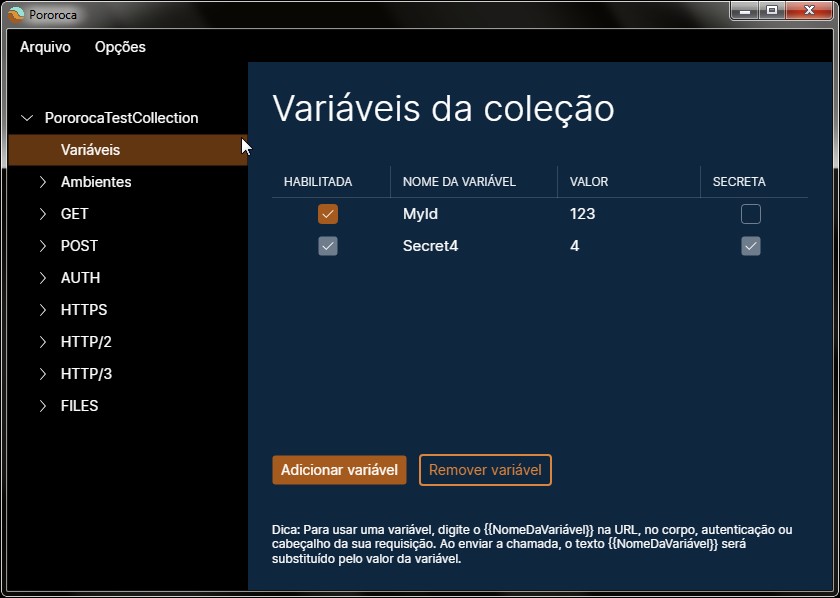 Pororoca
Arquivo Opções
PororocaTestCollection
Variáveis
Ambientes
GET
POST
AUTH
HTTPS
HTTP/2
HTTP/3
FILES
Variáveis da coleção
HABILITADA NOME DA VARIÁVEL VALOR SECRETA
MyId 123
Secret4 4
Adicionar variável Remover variável
Dica: Para usar uma variável, digite o {{NomeDaVariável}} na URL, no corpo, autenticação ou
cabeçalho da sua requisição. Ao enviar a chamada, o texto {{NomeDaVariável}} será
substituído pelo valor da variável.